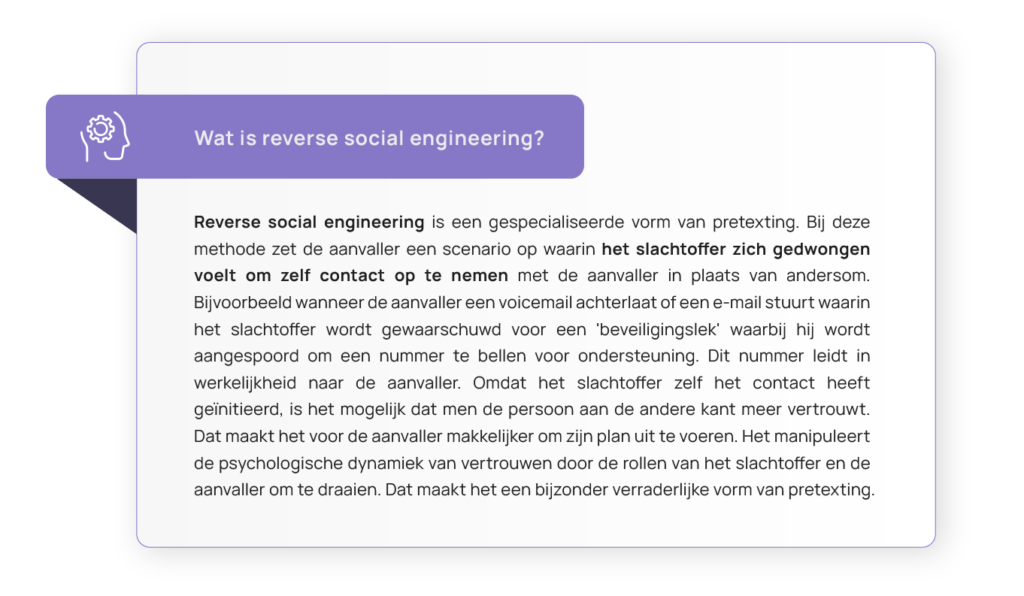 Wat is reverse social engineering?
Reverse social engineering is een gespecialiseerde vorm van pretexting. Bij deze
methode zet de aanvaller een scenario op waarin het slachtoffer zich gedwongen
voelt om zelf contact op te nemen met de aanvaller in plaats van andersom.
Bijvoorbeeld wanneer de aanvaller een voicemail achterlaat of een e-mail stuurt waarin
het slachtoffer wordt gewaarschuwd voor een 'beveiligingslek' waarbij hij wordt
aangespoord om een nummer te bellen voor ondersteuning. Dit nummer leidt in
werkelijkheid naar de aanvaller. Omdat het slachtoffer zelf het contact heeft
geïnitieerd, is het mogelijk dat men de persoon aan de andere kant meer vertrouwt.
Dat maakt het voor de aanvaller makkelijker om zijn plan uit te voeren. Het manipuleert
de psychologische dynamiek van vertrouwen door de rollen van het slachtoffer en de
aanvaller om te draaien. Dat maakt het een bijzonder verraderlijke vorm van pretexting.